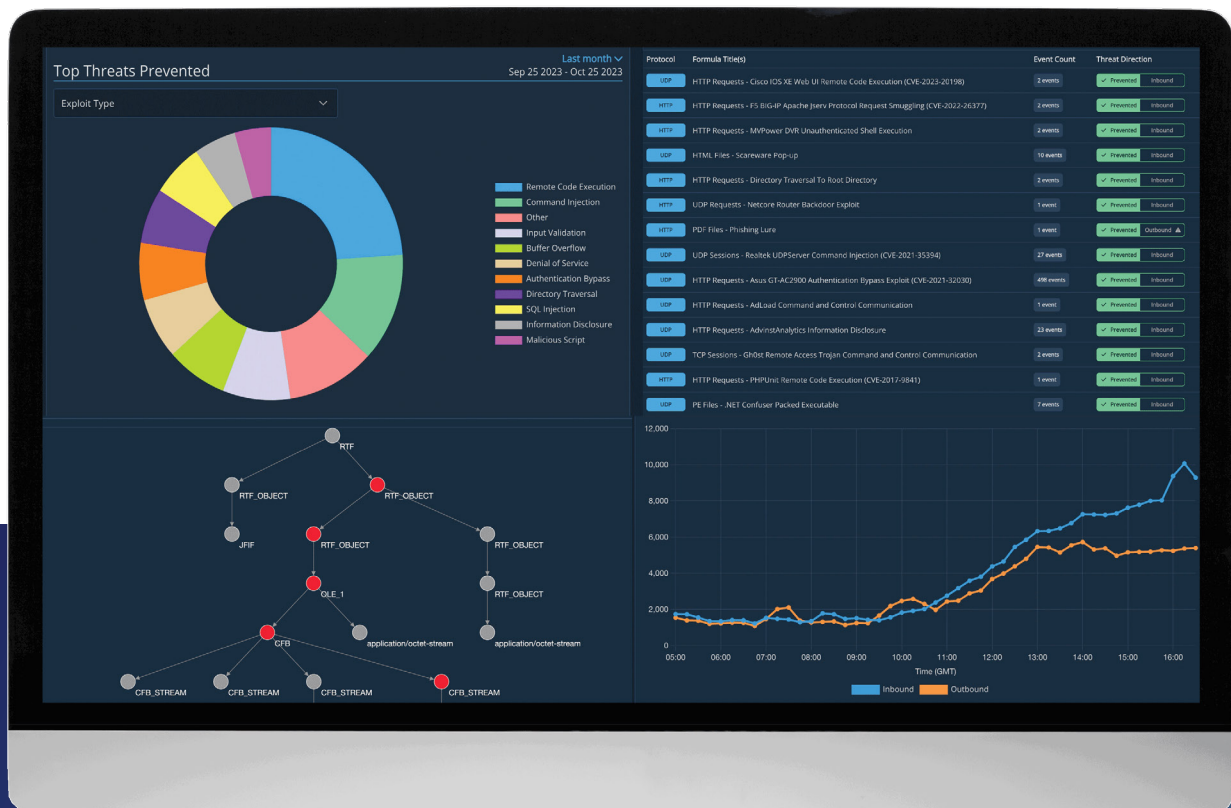 Top Threats Prevented
Last month
Sep 25 2023 - Oct 25 2023
Exploit Type
Remote Code Execution
Command Injection
Other
Input Validation
Buffer Overflow
Denial of Service
Authentication Bypass
Directory Traversal
SQL Injection
Information Disclosure
Malicious Script
Protocol Formula Title(s) Event Count Threat Direction
UDP HTTP Requests - Cisco IOS XE Web UI Remote Code Execution (CVE-2023-20198) 2 events Prevented Inbound
HTTP HTTP Requests - F5 BIG-IP Apache Jserv Protocol Request Smuggling (CVE-2022-26377) 2 events Prevented Inbound
HTTP HTTP Requests - MVPower DVR Unauthenticated Shell Execution 2 events Prevented Inbound
UDP HTML Files - Scareware Pop-up 10 events Prevented Inbound
HTTP HTTP Requests - Directory Traversal To Root Directory 2 events Prevented Inbound
HTTP UDP Requests - Netcore Router Backdoor Exploit 1 event Prevented Inbound
HTTP PDF Files - Phishing Lure 1 event Prevented Outbound
UDP UDP Sessions - Realtek UDPServer Command Injection (CVE-2021-35394) 27 events Prevented Inbound
UDP HTTP Requests - Asus GT-AC2900 Authentication Bypass Exploit (CVE-2021-32030) 498 events Prevented Inbound
UDP HTTP Requests - AdLoad Command and Control Communication 1 event Prevented Inbound
UDP HTTP Requests - AdvinstAnalytics Information Disclosure 23 events Prevented Inbound
UDP TCP Sessions - Gh0st Remote Access Trojan Command and Control Communication 2 events Prevented Inbound
HTTP HTTP Requests - PHPUnit Remote Code Execution (CVE-2017-9841) 1 event Prevented Inbound
UDP PE Files - .NET Confuser Packed Executable 7 events Prevented Inbound
RTF
RTF_OBJECT RTF_OBJECT
JFIF RTF_OBJECT RTF_OBJECT
OLE_1 RTF_OBJECT
CFB application/octet-stream application/octet-stream
CFB_STREAM CFB_STREAM CFB_STREAM CFB_STREAM
12,000
10,000
8,000
6,000
4,000
2,000
0
05:00 06:00 07:00 08:00 09:00 10:00 11:00 12:00 13:00 14:00 15:00 16:00
Time (GMT)
Inbound Outbound